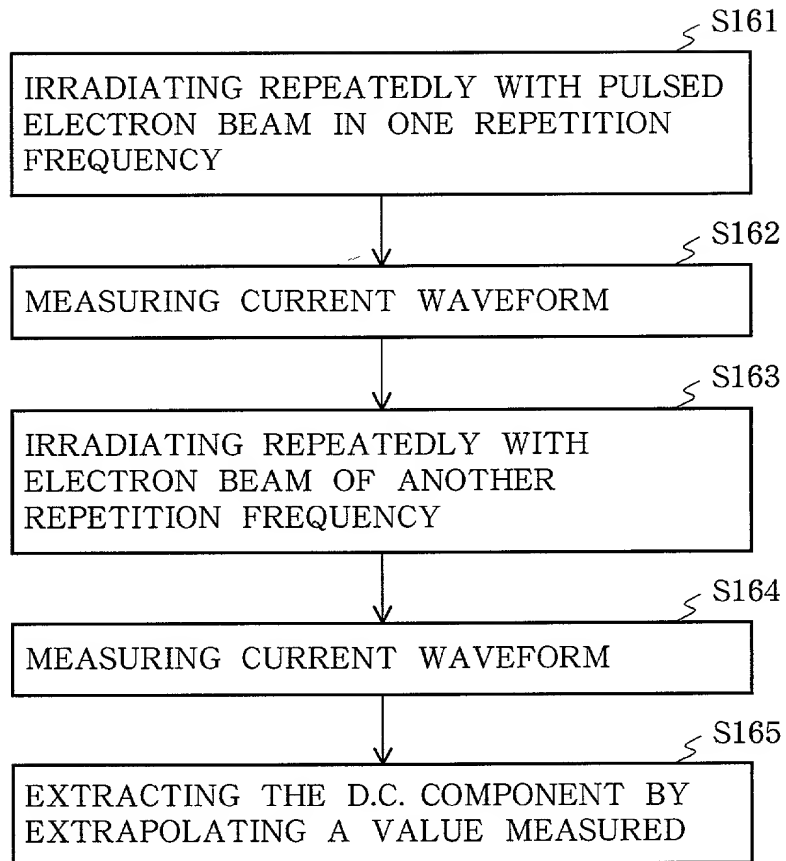 S161
IRRADIATING REPEATEDLY WITH PULSED
ELECTRON BEAM IN ONE REPETITION
FREQUENCY
S162
MEASURING CURRENT WAVEFORM
S163
IRRADIATING REPEATEDLY WITH
ELECTRON BEAM OF ANOTHER
REPETITION FREQUENCY
S164
MEASURING CURRENT WAVEFORM
S165
EXTRACTING THE D.C. COMPONENT BY
EXTRAPOLATING A VALUE MEASURED